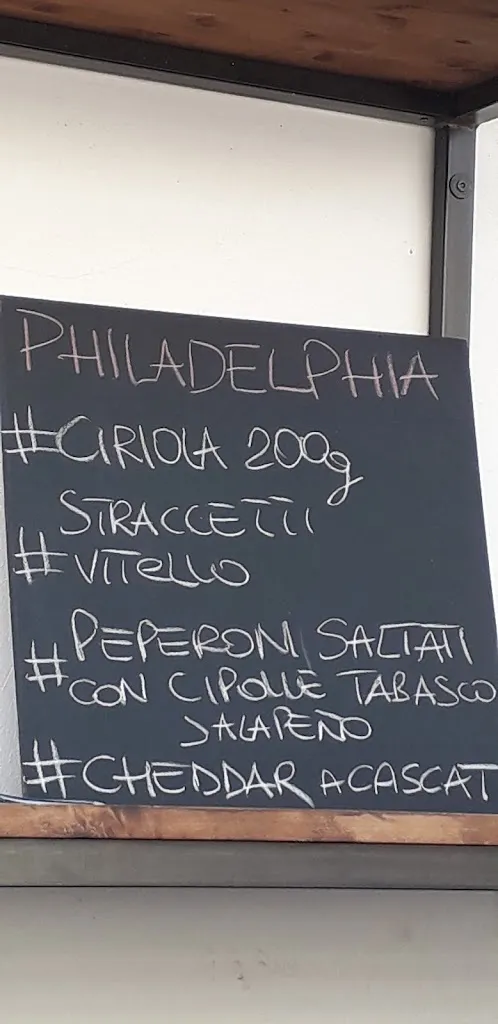 PHILADELPHIA
#CIRIOLA 200g
STRACCETTI
#VITELLO
PEPERONI SALTATI
#CON CIPOLLE TABASCO
JALAPEÑO
#CHEDDAR A CASCAT